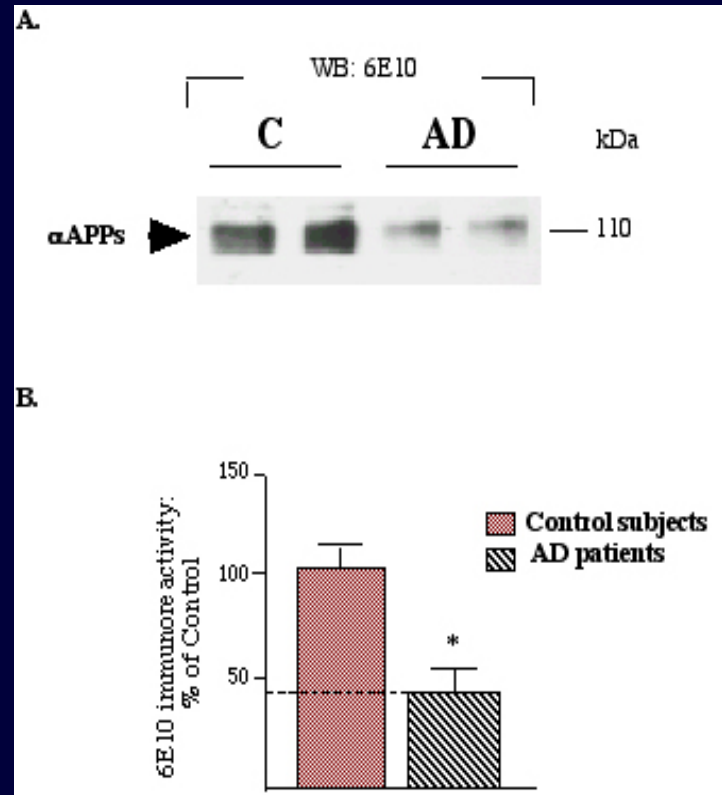 A.
WB: 6E10
C AD kDa
αAPPs 110
B.
150
100
50
6E10 immunore activity:
% of Control
Control subjects
AD patients
*